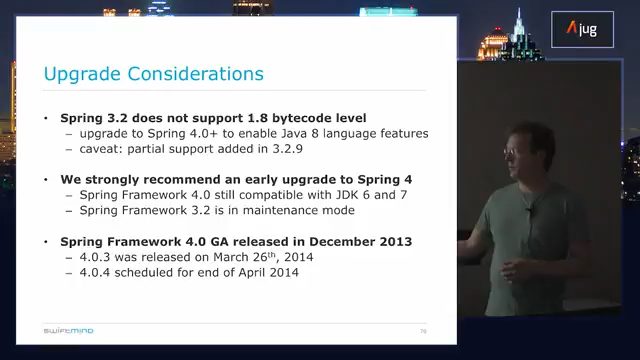 Ajug
Upgrade Considerations
• Spring 3.2 does not support 1.8 bytecode level
– upgrade to Spring 4.0+ to enable Java 8 language features
– caveat: partial support added in 3.2.9
• We strongly recommend an early upgrade to Spring 4
– Spring Framework 4.0 still compatible with JDK 6 and 7
– Spring Framework 3.2 is in maintenance mode
• Spring Framework 4.0 GA released in December 2013
– 4.0.3 was released on March 26th, 2014
– 4.0.4 scheduled for end of April 2014
swiftmind